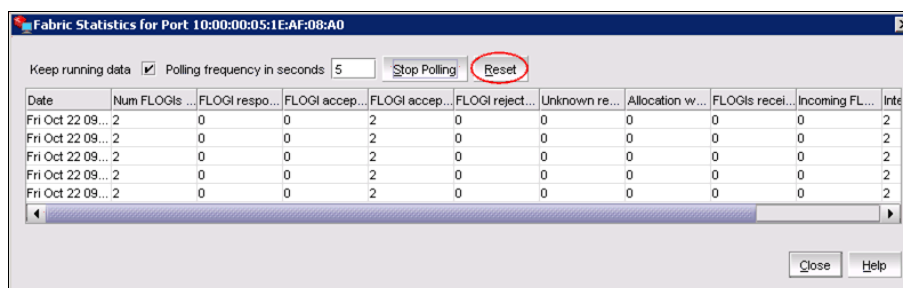 Fabric Statistics for Port 10:00:00:05:1E:AF:08:A0
Keep running data Polling frequency in seconds 5 Stop Polling Reset
Date Num FLOGIs ... FLOGI respo... FLOGI accep... FLOGI accep... FLOGI reject... Unknown re... Allocation w... FLOGIs recei... Incoming FL... Inte
Fri Oct 22 09... 2 0 0 2 0 0 0 0 0 2
Fri Oct 22 09... 2 0 0 2 0 0 0 0 0 2
Fri Oct 22 09... 2 0 0 2 0 0 0 0 0 2
Fri Oct 22 09... 2 0 0 2 0 0 0 0 0 2
Fri Oct 22 09... 2 0 0 2 0 0 0 0 0 2
Close Help